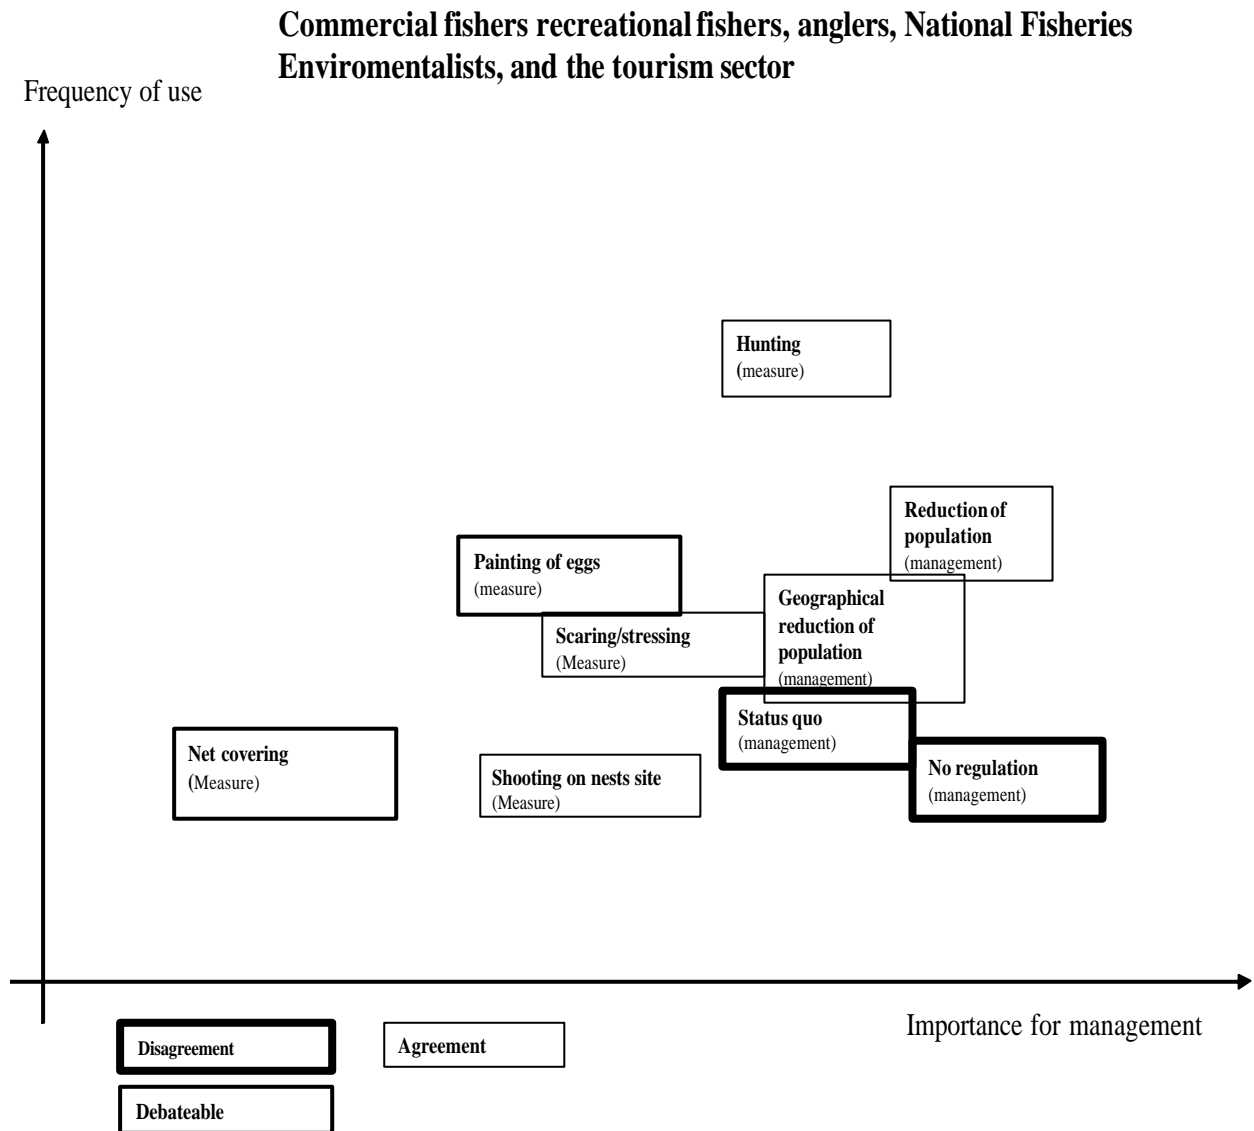 Commercial fishers recreational fishers, anglers, National Fisheries
Enviromentalists, and the tourism sector
Frequency of use
Hunting
(measure)
Reduction of
population
(management)
Painting of eggs
(measure)
Geographical
reduction of
population
(management)
Scaring/stressing
(Measure)
Status quo
(management)
Net covering
(Measure)
Shooting on nests site
(Measure)
No regulation
(management)
Importance for management
Disagreement
Agreement
Debateable